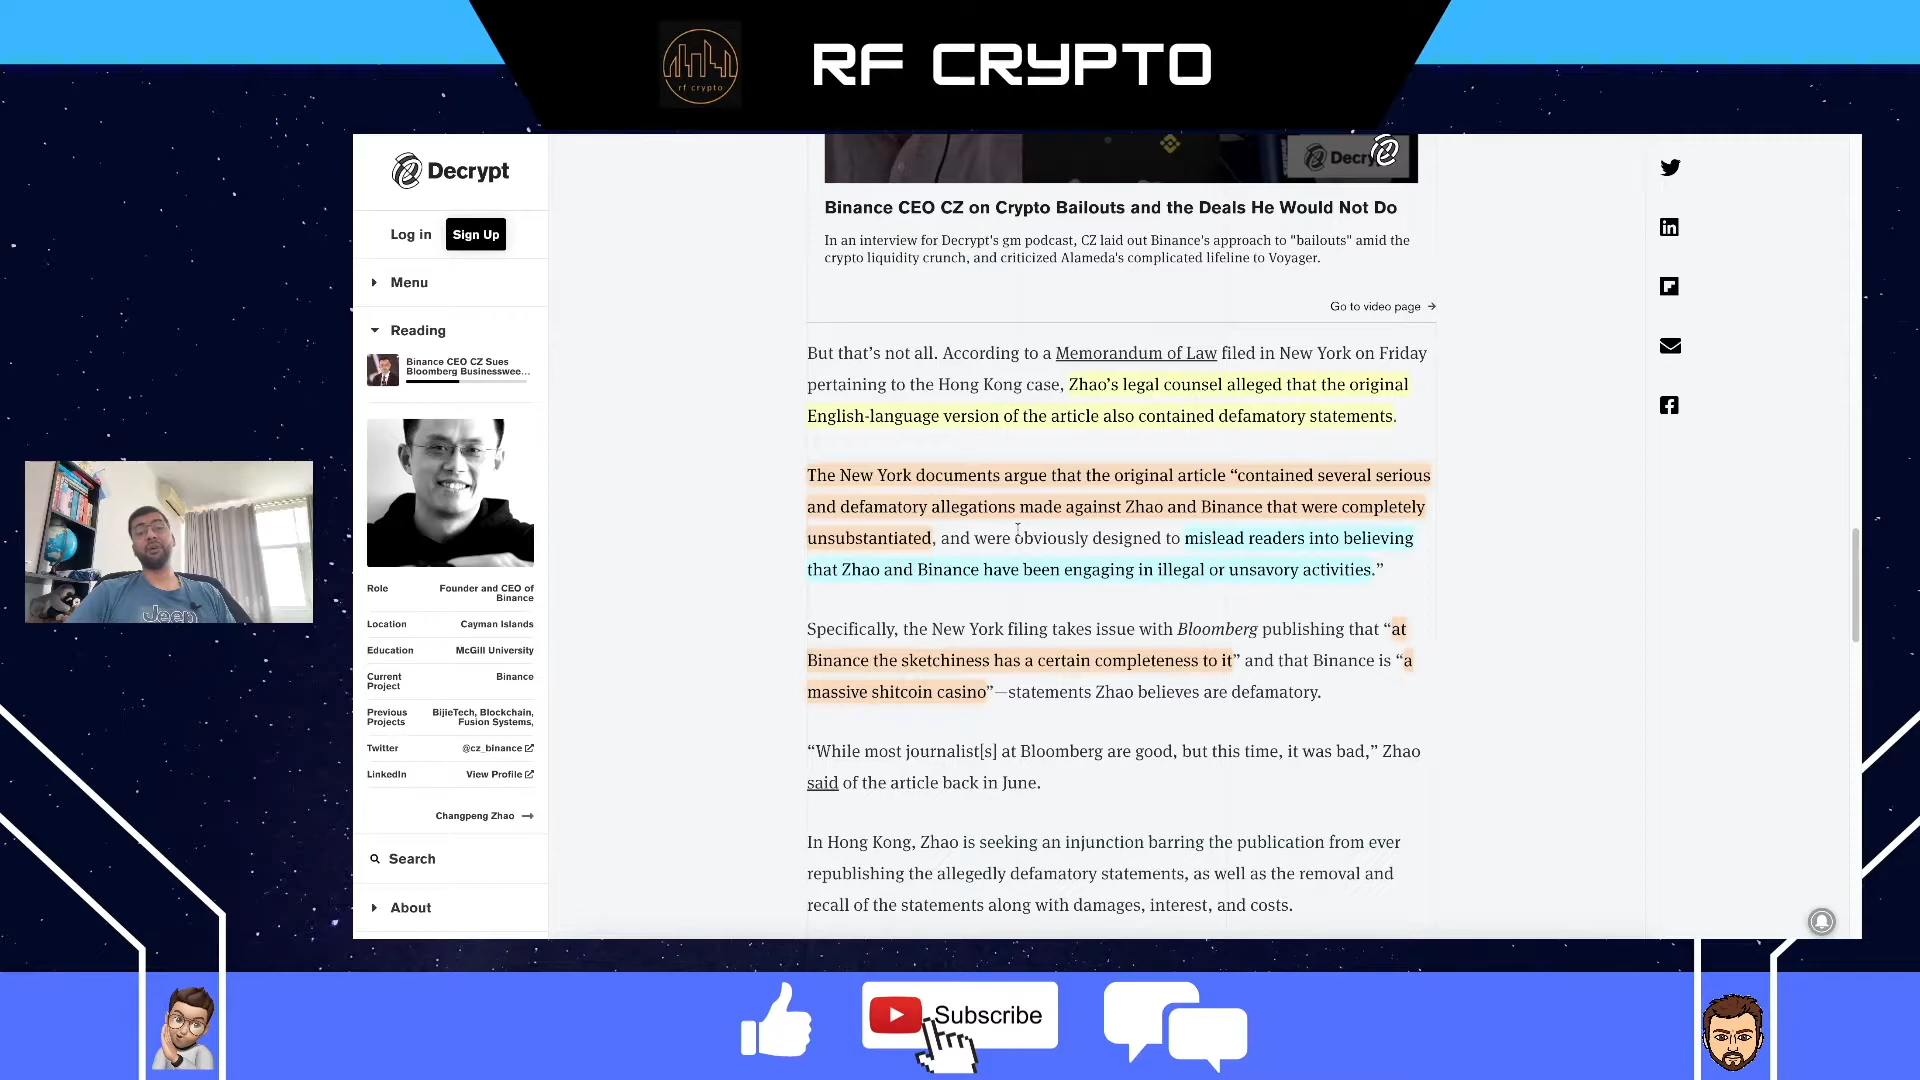 rf crypto
RF CRYPTO
Decrypt
Log in
Sign Up
Menu
Reading
Binance CEO CZ Sues
Bloomberg Businesswee...
Role
Founder and CEO of
Binance
Location
Cayman Islands
Education
McGill University
Current
Project
Binance
Previous
Projects
BijieTech, Blockchain,
Fusion Systems,
Twitter
@cz_binance
LinkedIn
View Profile
Changpeng Zhao
Search
About
Jeep
Decry
Binance CEO CZ on Crypto Bailouts and the Deals He Would Not Do
In an interview for Decrypt's gm podcast, CZ laid out Binance's approach to "bailouts" amid the
crypto liquidity crunch, and criticized Alameda's complicated lifeline to Voyager.
Go to video page →
But that’s not all. According to a Memorandum of Law filed in New York on Friday
pertaining to the Hong Kong case, Zhao’s legal counsel alleged that the original
English-language version of the article also contained defamatory statements.
The New York documents argue that the original article “contained several serious
and defamatory allegations made against Zhao and Binance that were completely
unsubstantiated, and were obviously designed to mislead readers into believing
that Zhao and Binance have been engaging in illegal or unsavory activities.”
Specifically, the New York filing takes issue with Bloomberg publishing that “at
Binance the sketchiness has a certain completeness to it” and that Binance is “a
massive shitcoin casino”—statements Zhao believes are defamatory.
“While most journalist[s] at Bloomberg are good, but this time, it was bad,” Zhao
said of the article back in June.
In Hong Kong, Zhao is seeking an injunction barring the publication from ever
republishing the allegedly defamatory statements, as well as the removal and
recall of the statements along with damages, interest, and costs.
Subscribe